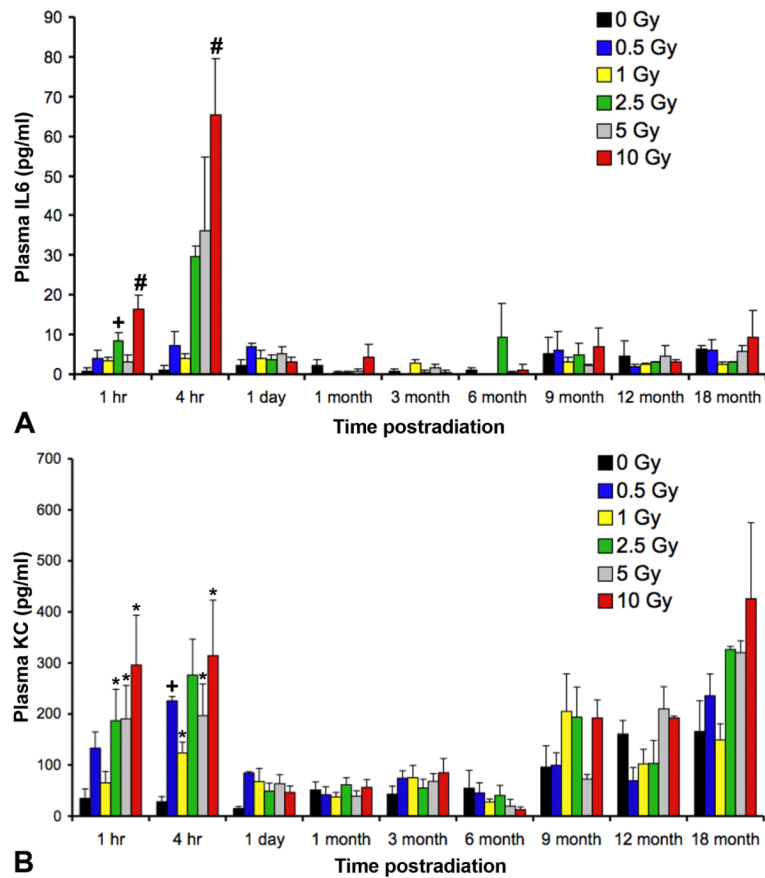 90
80
70
60
50
40
30
20
10
0
Plasma IL6 (pg/ml)
0 Gy
0.5 Gy
1 Gy
2.5 Gy
5 Gy
10 Gy
#
#
+
1 hr 4 hr 1 day 1 month 3 month 6 month 9 month 12 month 18 month
A Time postradiation
700
600
500
400
300
200
100
0
Plasma KC (pg/ml)
0 Gy
0.5 Gy
1 Gy
2.5 Gy
5 Gy
10 Gy
* * *
+ * * *
1 hr 4 hr 1 day 1 month 3 month 6 month 9 month 12 month 18 month
B Time postradiation